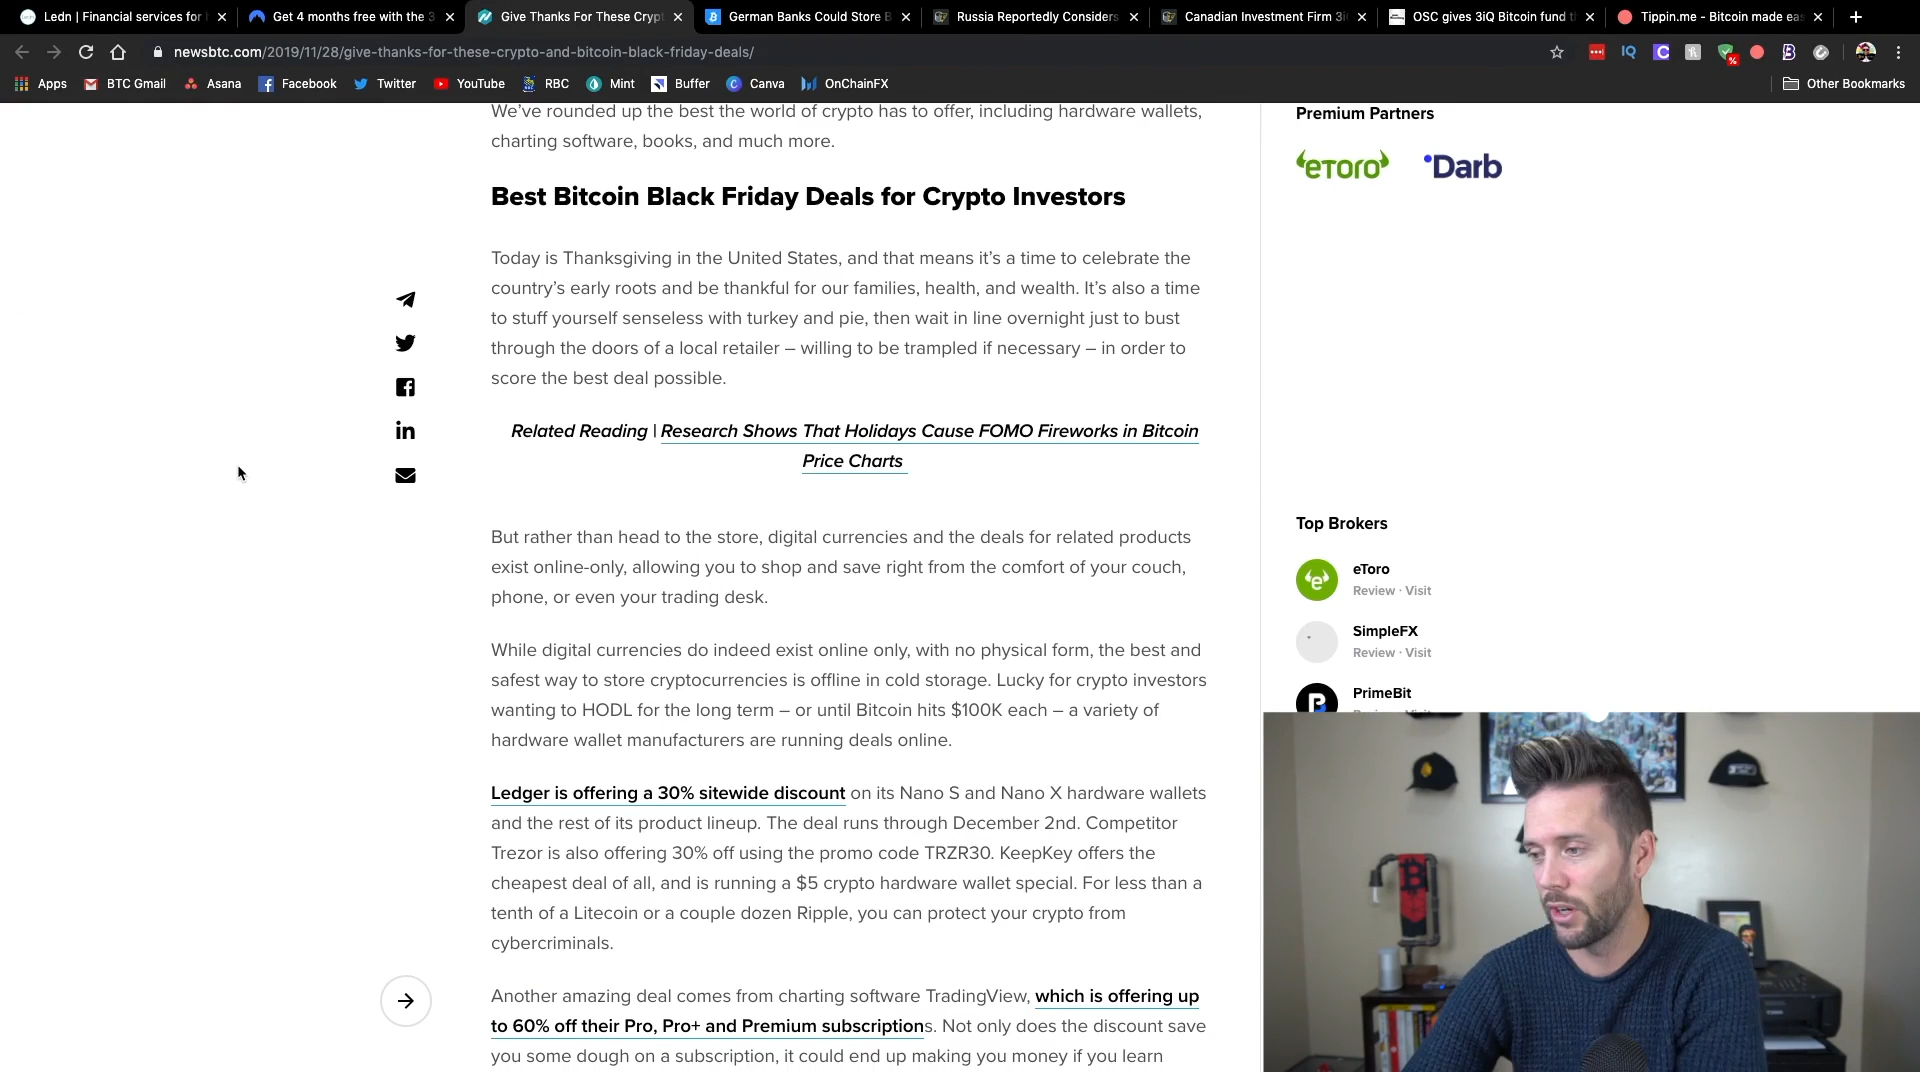 Ledn | Financial services for
Get 4 months free with the 3
Give Thanks For These Crypt
German Banks Could Store B
Russia Reportedly Considers
Canadian Investment Firm 3i
OSC gives 3iQ Bitcoin fund t
Tippin.me - Bitcoin made eas
newsbtc.com/2019/11/28/give-thanks-for-these-crypto-and-bitcoin-black-friday-deals/
IQ
Apps
BTC Gmail
Asana
Facebook
Twitter
YouTube
RBC
Mint
Buffer
Canva
OnChainFX
Other Bookmarks
We’ve rounded up the best the world of crypto has to offer, including hardware wallets,
charting software, books, and much more.
Best Bitcoin Black Friday Deals for Crypto Investors
Today is Thanksgiving in the United States, and that means it’s a time to celebrate the
country’s early roots and be thankful for our families, health, and wealth. It’s also a time
to stuff yourself senseless with turkey and pie, then wait in line overnight just to bust
through the doors of a local retailer – willing to be trampled if necessary – in order to
score the best deal possible.
Related Reading | Research Shows That Holidays Cause FOMO Fireworks in Bitcoin
Price Charts
But rather than head to the store, digital currencies and the deals for related products
exist online-only, allowing you to shop and save right from the comfort of your couch,
phone, or even your trading desk.
While digital currencies do indeed exist online only, with no physical form, the best and
safest way to store cryptocurrencies is offline in cold storage. Lucky for crypto investors
wanting to HODL for the long term – or until Bitcoin hits $100K each – a variety of
hardware wallet manufacturers are running deals online.
Ledger is offering a 30% sitewide discount on its Nano S and Nano X hardware wallets
and the rest of its product lineup. The deal runs through December 2nd. Competitor
Trezor is also offering 30% off using the promo code TRZR30. KeepKey offers the
cheapest deal of all, and is running a $5 crypto hardware wallet special. For less than a
tenth of a Litecoin or a couple dozen Ripple, you can protect your crypto from
cybercriminals.
Another amazing deal comes from charting software TradingView, which is offering up
to 60% off their Pro, Pro+ and Premium subscriptions. Not only does the discount save
you some dough on a subscription, it could end up making you money if you learn
Premium Partners
eToro
Darb
Top Brokers
eToro
Review · Visit
SimpleFX
Review · Visit
PrimeBit